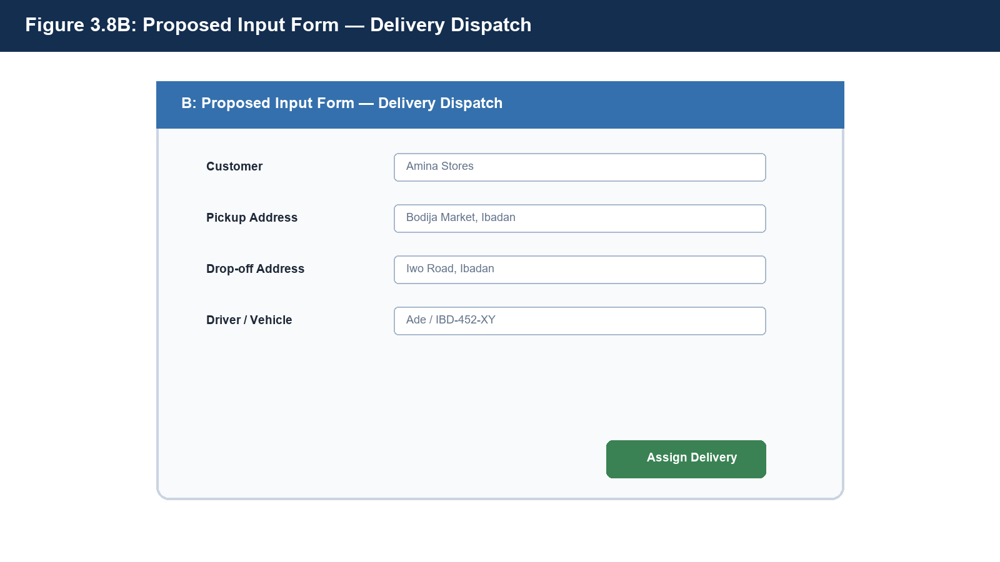 Figure 3.8B: Proposed Input Form — Delivery Dispatch
B: Proposed Input Form — Delivery Dispatch
Customer
Amina Stores
Pickup Address
Bodija Market, Ibadan
Drop-off Address
Iwo Road, Ibadan
Driver / Vehicle
Ade / IBD-452-XY
Assign Delivery